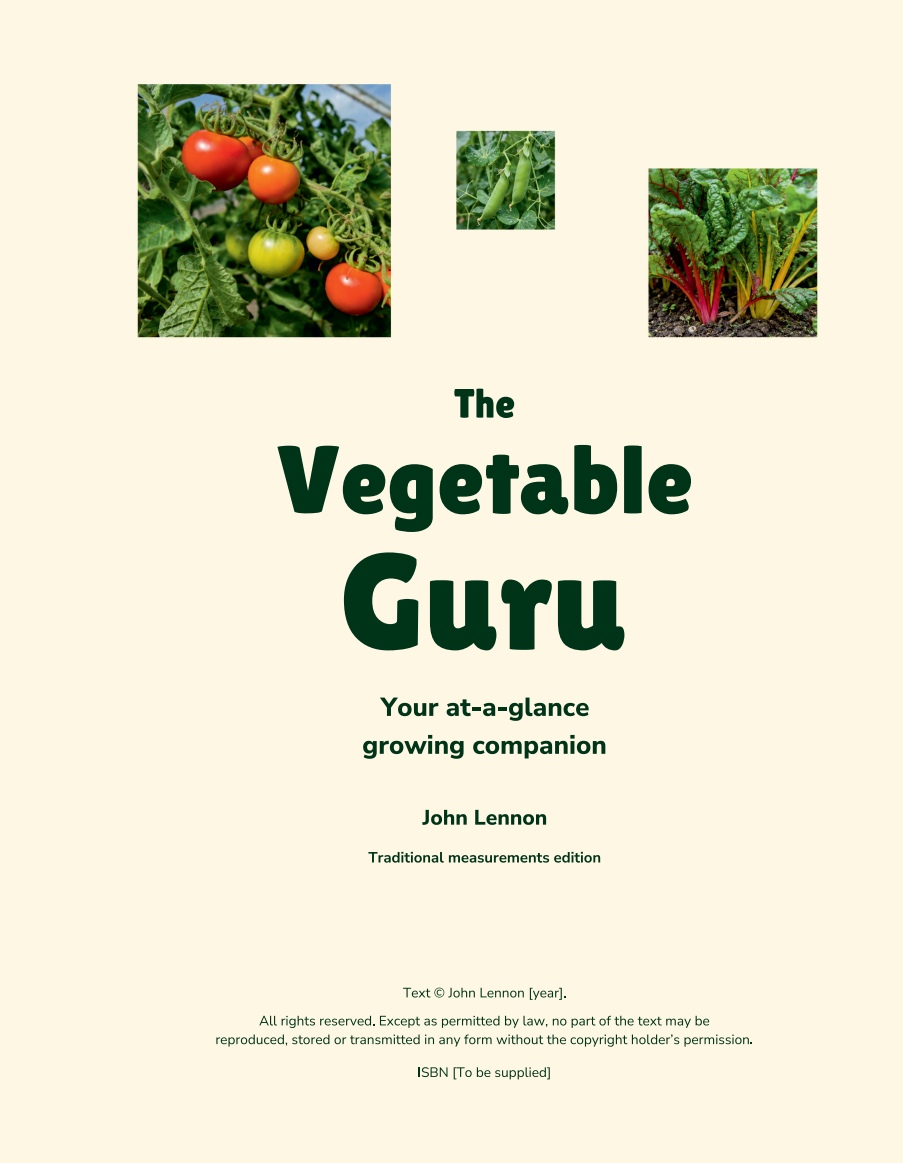 The
Vegetable
Guru
Your at-a-glance
growing companion
John Lennon
Traditional measurements edition
Text © John Lennon [year].
All rights reserved. Except as permitted by law, no part of the text may be
reproduced, stored or transmitted in any form without the copyright holder’s permission.
ISBN [To be supplied]